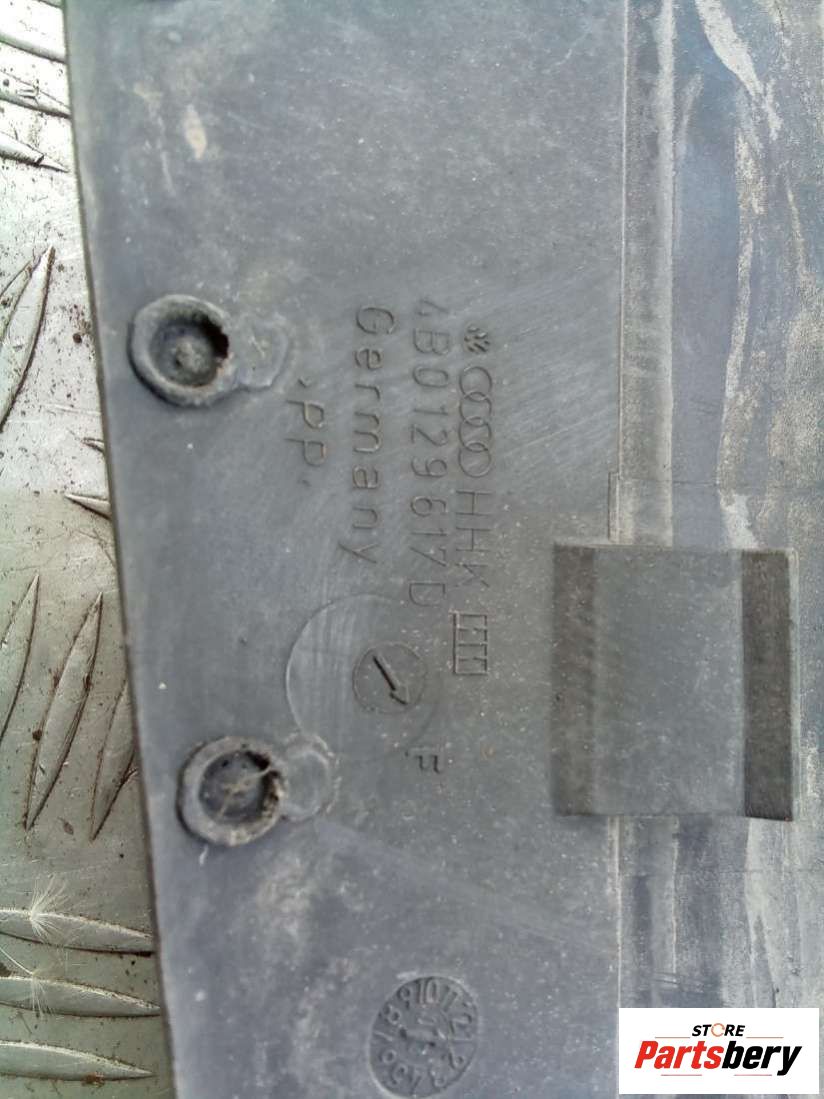 HHK
4B0129617D
Germany
.PP.
F
STORE
Partsbery